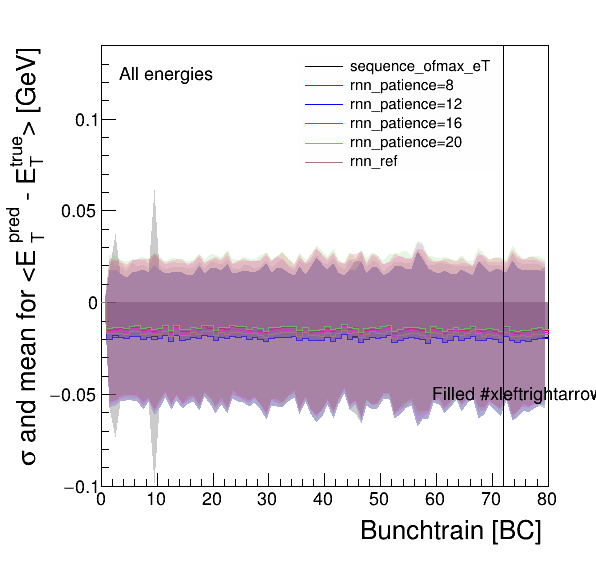 All energies
sequence_ofmax_eT
rnn_patience=8
rnn_patience=12
rnn_patience=16
rnn_patience=20
rnn_ref
σ and mean for <E_T^pred - E_T^true> [GeV]
0.1
0.05
0
−0.05
−0.1
Filled #xleftrightarrow
0 10 20 30 40 50 60 70 80
Bunchtrain [BC]